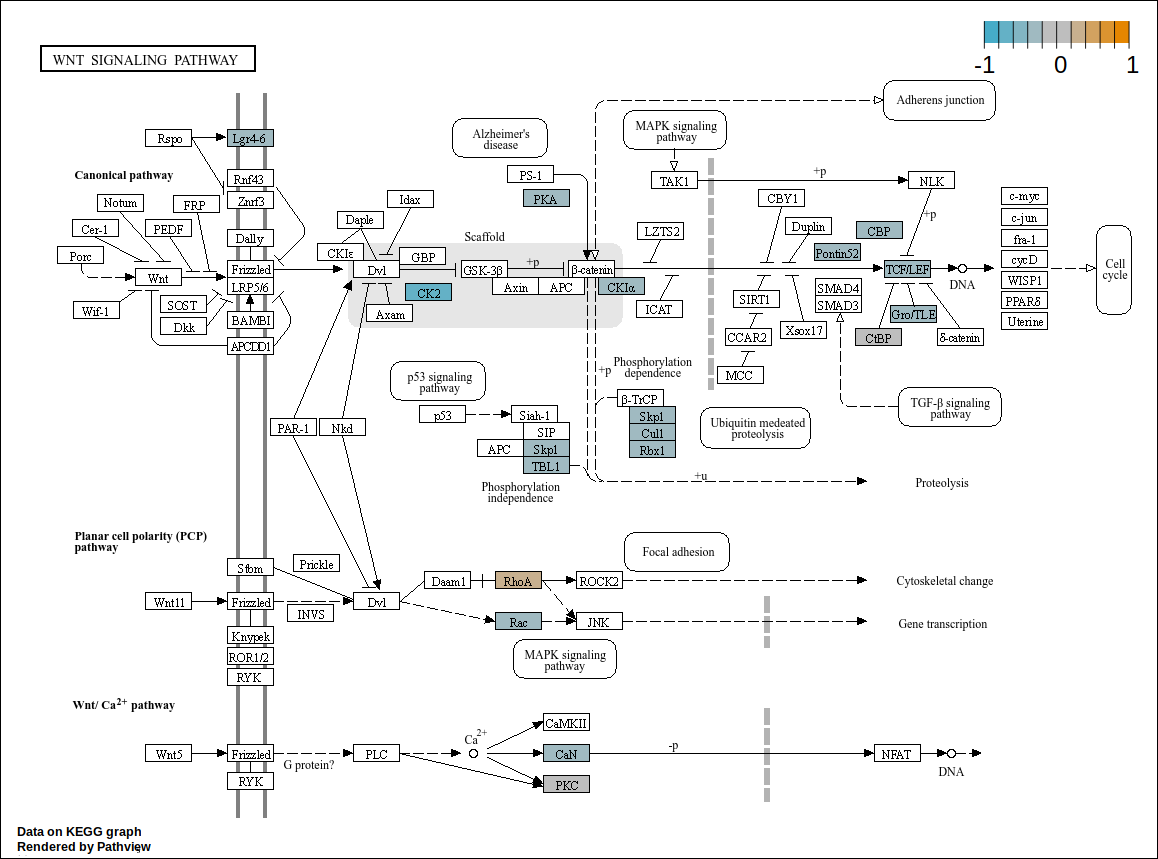 WNT SIGNALING PATHWAY
-1
0
1
Adherens junction
MAPK signaling
pathway
Alzheimer's
disease
Rspo
Lgr4-6
PS-1
PKA
TAK1
+p
NLK
Canonical pathway
Rnf43
Znrf3
Notum
FRP
Idax
CBY1
c-myc
Cer-1
PEDF
Daple
+p
c-jun
Dally
Scaffold
LZTS2
Duplin
CBP
fra-1
Porc
CKIε
GBP
Pontin52
cycD
Wnt
Frizzled
Dvl
GSK-3β
+p
β-catenin
TCF/LEF
DNA
Cell
cycle
LRP5/6
CK2
Axin
APC
CKIα
SMAD4
WISP1
SOST
SIRT1
SMAD3
PPARδ
Wif-1
Dkk
BAMBI
Axam
ICAT
Gro/TLE
Uterine
APCDD1
CCAR2
Xsox17
CtBP
δ-catenin
MCC
p53 signaling
pathway
Phosphorylation
dependence
+p
β-TrCP
Skp1
Cul1
Rbx1
TGF-β signaling
pathway
Ubiquitin medeated
proteolysis
p53
Siah-1
SIP
APC
Skp1
TBL1
PAR-1
Nkd
Phosphorylation
independence
+u
Proteolysis
Planar cell polarity (PCP)
pathway
Focal adhesion
Stbm
Prickle
Daam1
RhoA
ROCK2
Cytoskeletal change
Wnt11
Frizzled
INVS
Dvl
Rac
JNK
Gene transcription
Knypek
ROR1/2
RYK
MAPK signaling
pathway
Wnt/ Ca2+ pathway
CaMKII
Ca2+
Wnt5
Frizzled
G protein?
PLC
CaN
-p
NFAT
DNA
RYK
PKC
Data on KEGG graph
Rendered by Pathview